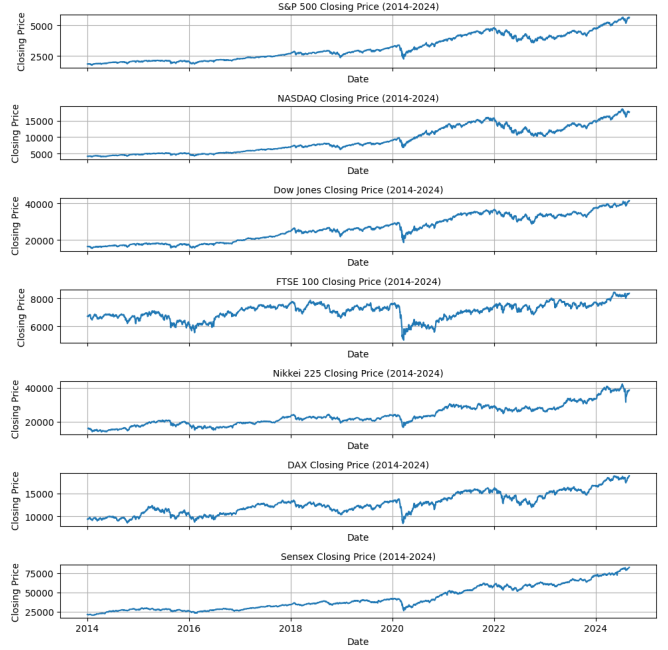 S&P 500 Closing Price (2014-2024)
Closing Price
5000
2500
Date
NASDAQ Closing Price (2014-2024)
Closing Price
15000
10000
5000
Date
Dow Jones Closing Price (2014-2024)
Closing Price
40000
20000
Date
FTSE 100 Closing Price (2014-2024)
Closing Price
8000
6000
Date
Nikkei 225 Closing Price (2014-2024)
Closing Price
40000
20000
Date
DAX Closing Price (2014-2024)
Closing Price
15000
10000
Date
Sensex Closing Price (2014-2024)
Closing Price
75000
50000
25000
2014 2016 2018 2020 2022 2024
Date